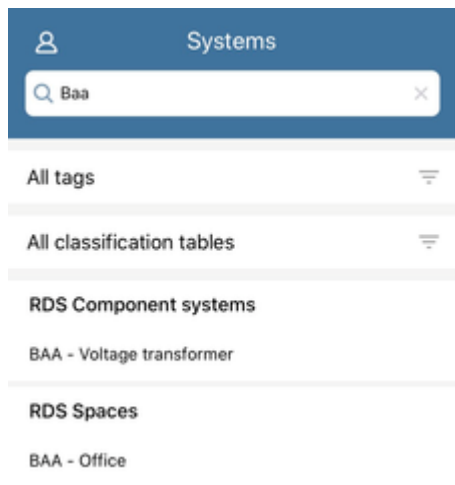 Systems
Baa
All tags
All classification tables
RDS Component systems
BAA - Voltage transformer
RDS Spaces
BAA - Office